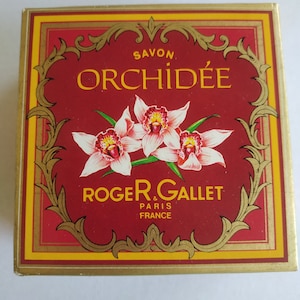 SAVON
ORCHiDÉE
ROGER.GALLET
PARIS
FRANCE